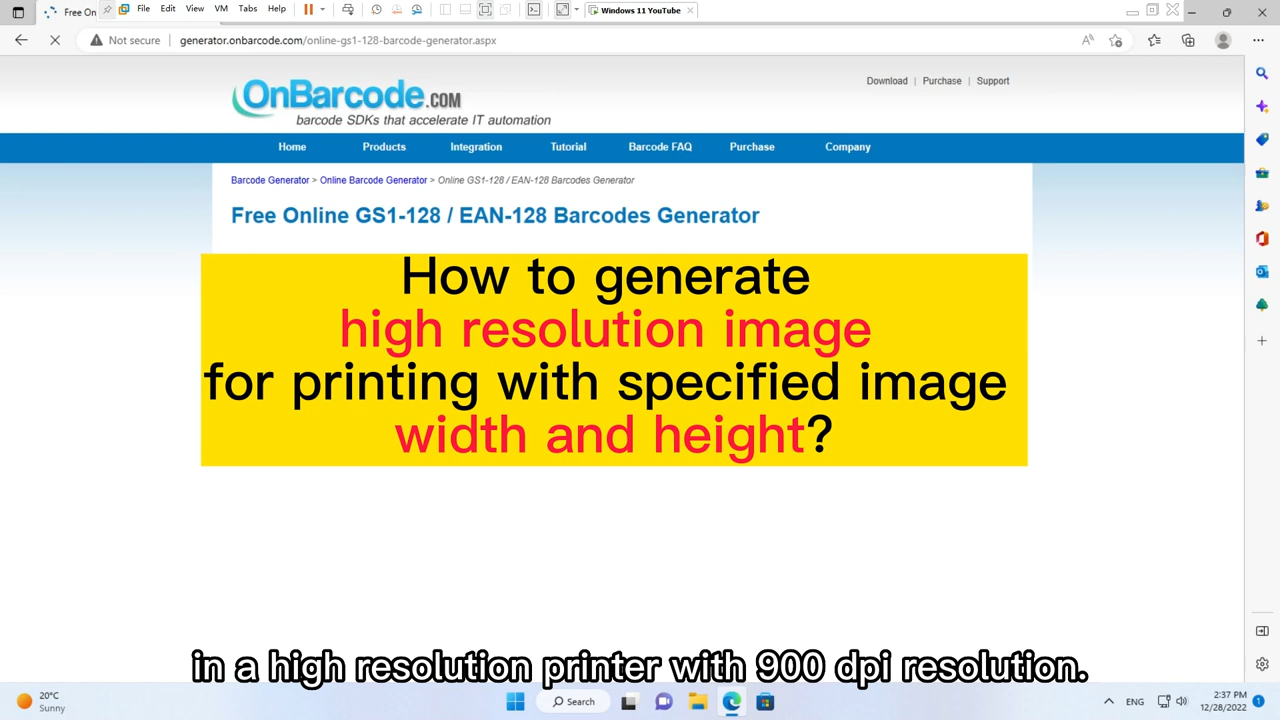 Free On
File Edit View VM Tabs Help
Windows 11 YouTube
Not secure generator.onbarcode.com/online-gs1-128-barcode-generator.aspx
Download | Purchase | Support
OnBarcode.COM
barcode SDKs that accelerate IT automation
Home Products Integration Tutorial Barcode FAQ Purchase Company
Barcode Generator > Online Barcode Generator > Online GS1-128 / EAN-128 Barcodes Generator
Free Online GS1-128 / EAN-128 Barcodes Generator
How to generate
high resolution image
for printing with specified image
width and height?
in a high resolution printer with 900 dpi resolution.
20°C
Sunny
Search
ENG
2:37 PM
12/28/2022
1